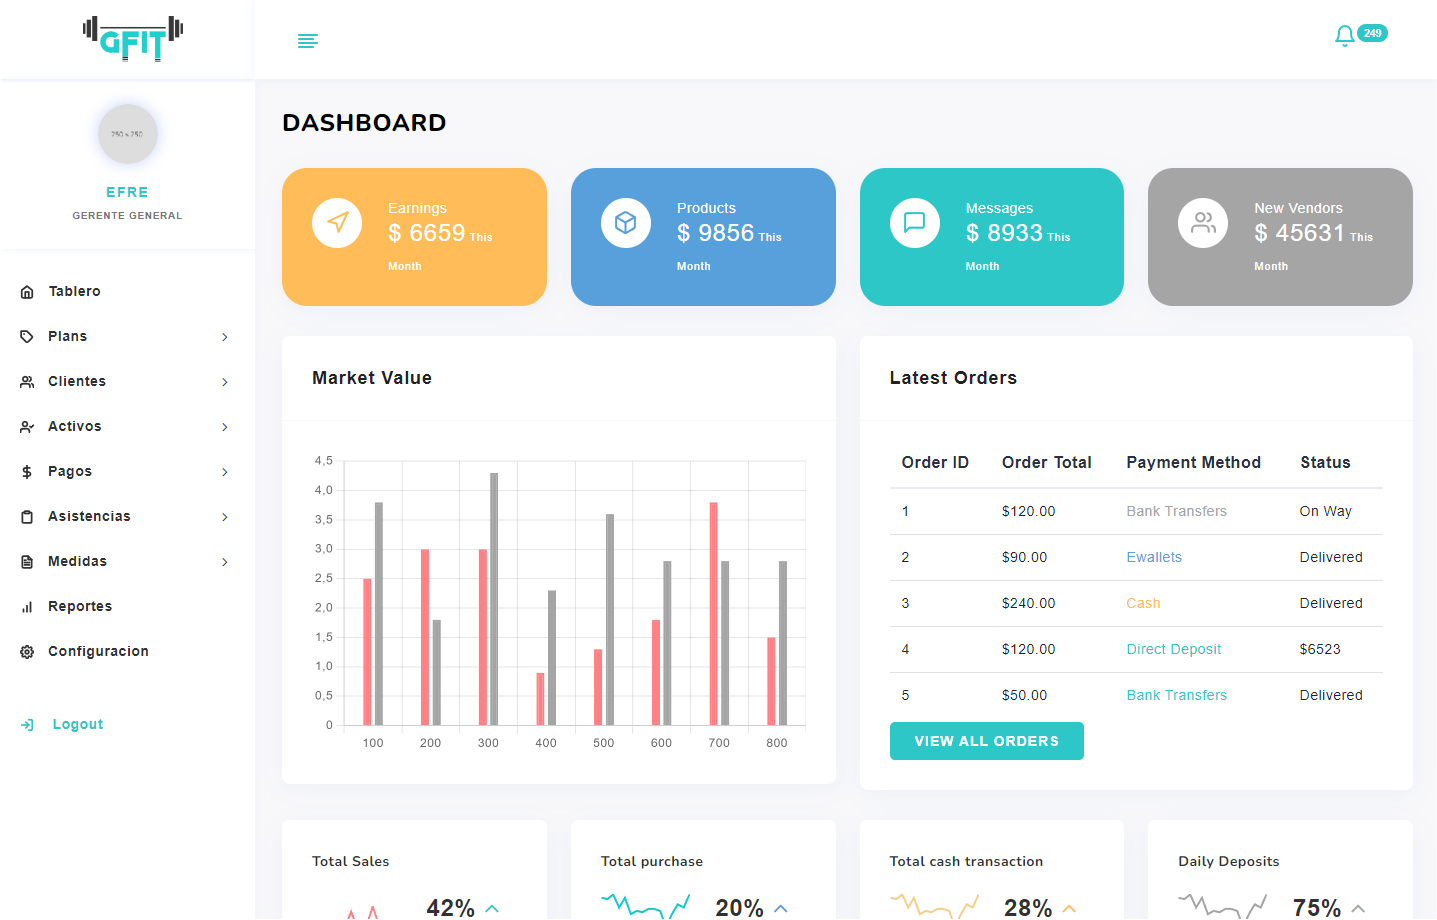 GFIT
249
250 x 250
EFRE
GERENTE GENERAL
Tablero
Plans
Clientes
Activos
Pagos
Asistencias
Medidas
Reportes
Configuracion
Logout
DASHBOARD
Earnings
$ 6659 This
Month
Products
$ 9856 This
Month
Messages
$ 8933 This
Month
New Vendors
$ 45631 This
Month
Market Value
4,5
4,0
3,5
3,0
2,5
2,0
1,5
1,0
0,5
0
100 200 300 400 500 600 700 800
Latest Orders
Order ID Order Total Payment Method Status
1 $120.00 Bank Transfers On Way
2 $90.00 Ewallets Delivered
3 $240.00 Cash Delivered
4 $120.00 Direct Deposit $6523
5 $50.00 Bank Transfers Delivered
VIEW ALL ORDERS
Total Sales
42%
Total purchase
20%
Total cash transaction
28%
Daily Deposits
75%